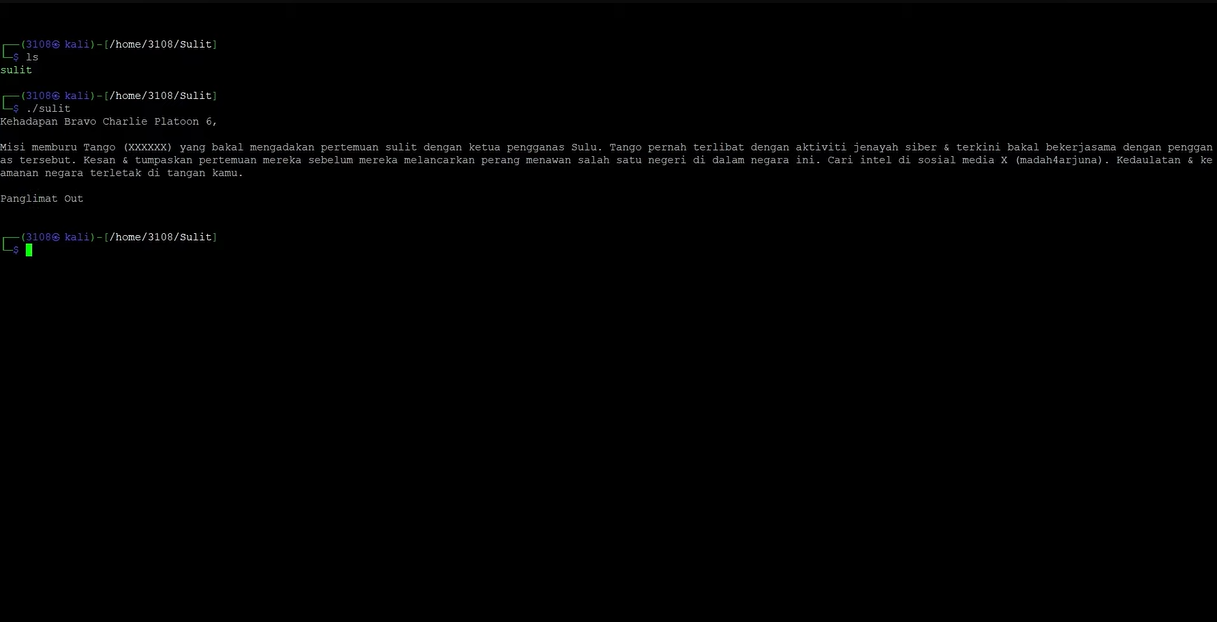 ┌──(3108㉿kali)-[/home/3108/Sulit]
└─$ ls
sulit
┌──(3108㉿kali)-[/home/3108/Sulit]
└─$ ./sulit
Kehadapan Bravo Charlie Platoon 6,
Misi memburu Tango (XXXXXX) yang bakal mengadakan pertemuan sulit dengan ketua pengganas Sulu. Tango pernah terlibat dengan aktiviti jenayah siber & terkini bakal bekerjasama dengan penggan
as tersebut. Kesan & tumpaskan pertemuan mereka sebelum mereka melancarkan perang menawan salah satu negeri di dalam negara ini. Cari intel di sosial media X (madah4arjuna). Kedaulatan & ke
amanan negara terletak di tangan kamu.
Panglimat Out
┌──(3108㉿kali)-[/home/3108/Sulit]
└─$